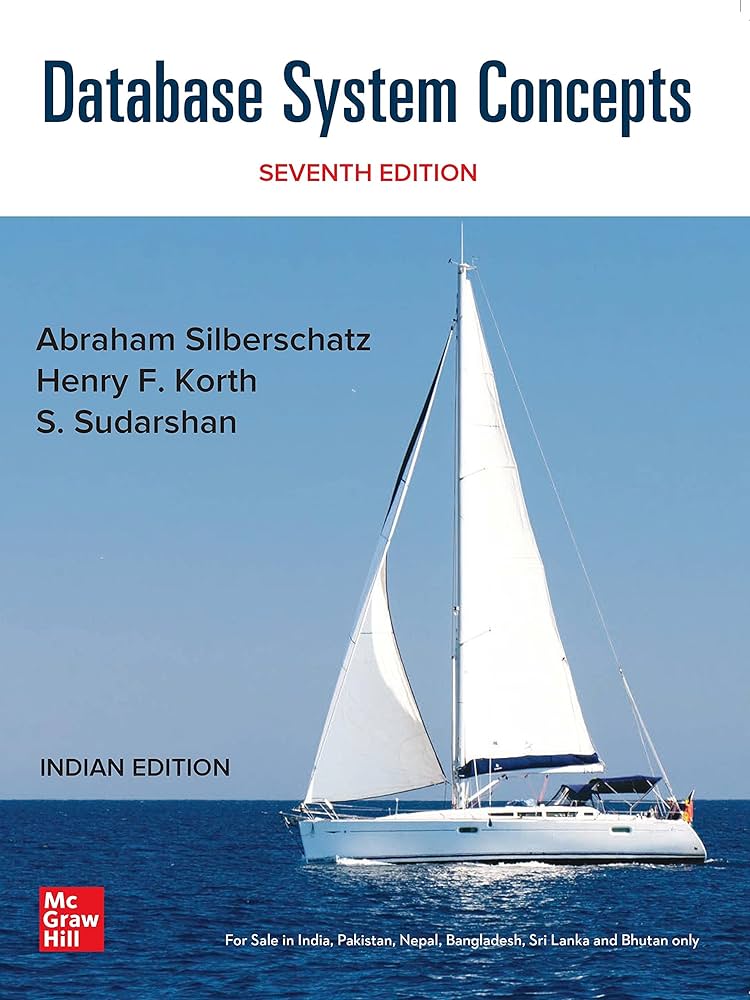 Database System Concepts
SEVENTH EDITION
Abraham Silberschatz
Henry F. Korth
S. Sudarshan
INDIAN EDITION
Mc
Graw
Hill
For Sale in India, Pakistan, Nepal, Bangladesh, Sri Lanka and Bhutan only